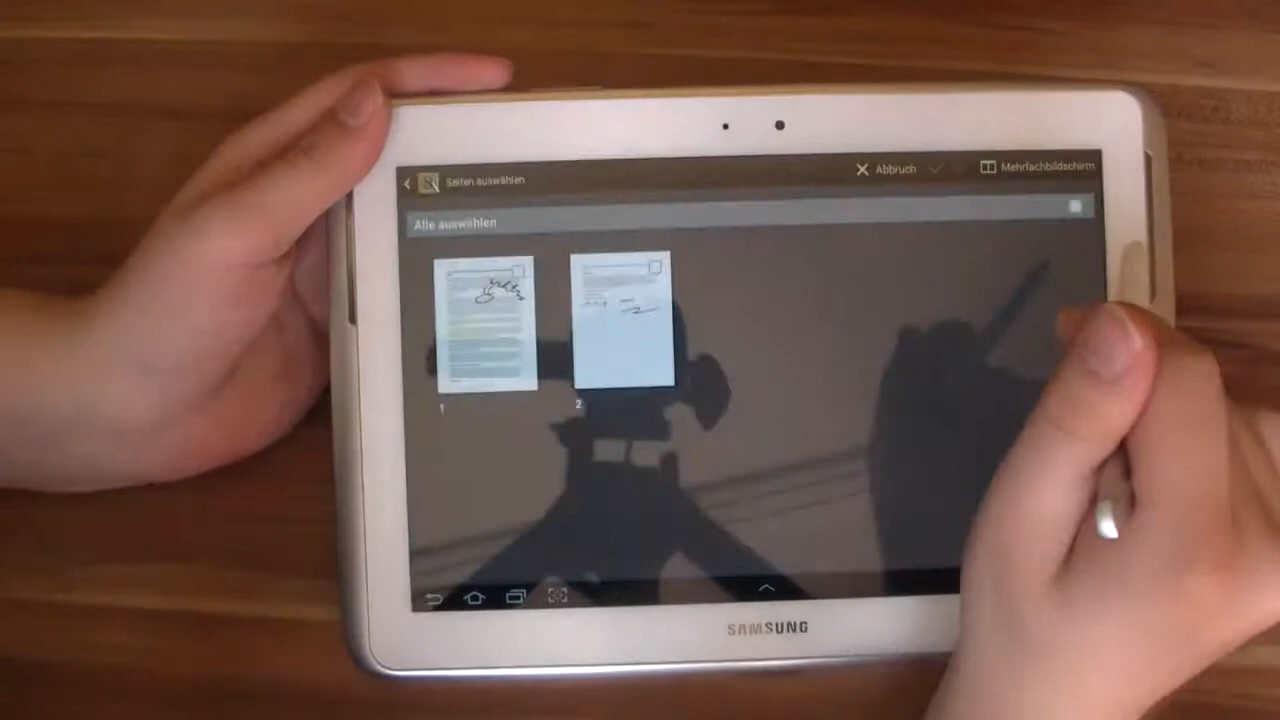 Seiten auswählen
Abbruch
Mehrfachbildschirm
Alle auswählen
1
2
SAMSUNG